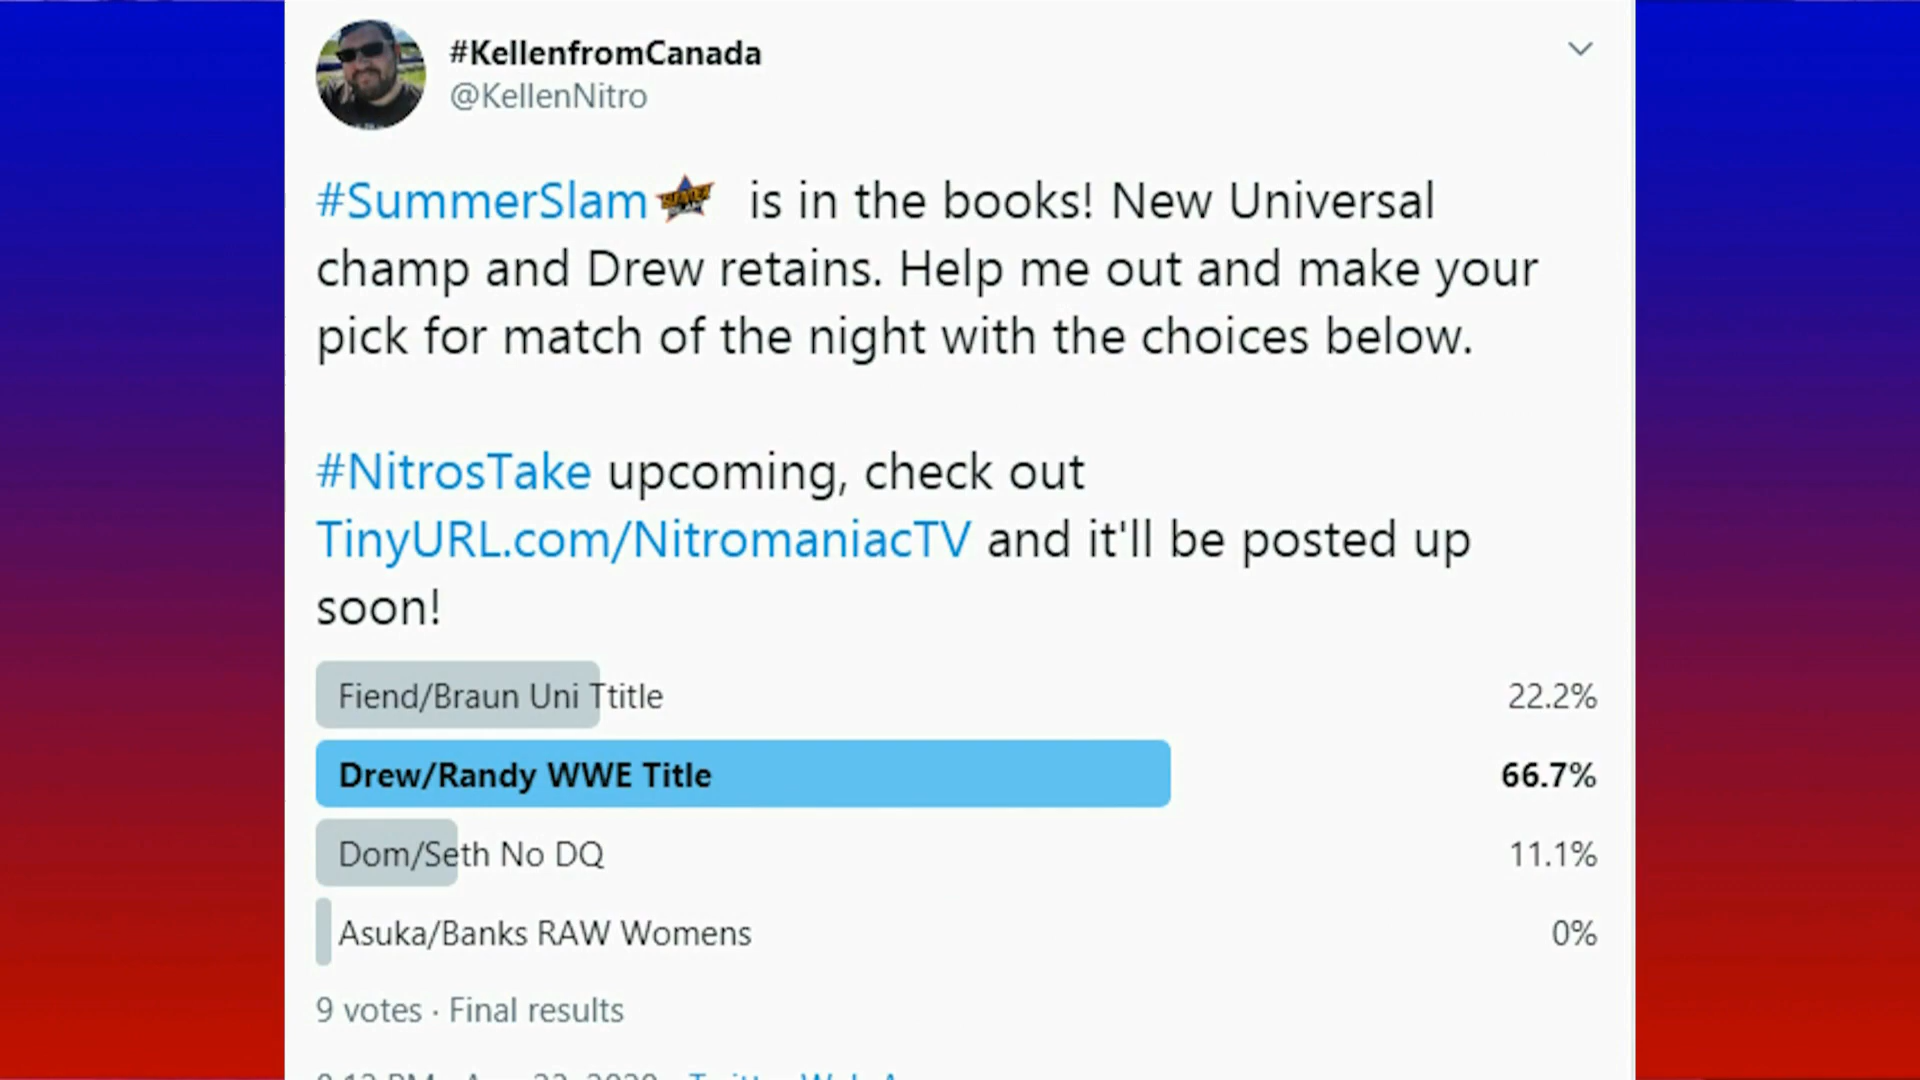 #KellenfromCanada
@KellenNitro
#SummerSlam SUMMER SLAM is in the books! New Universal
champ and Drew retains. Help me out and make your
pick for match of the night with the choices below.
#NitrosTake upcoming, check out
TinyURL.com/NitromaniacTV and it'll be posted up
soon!
Fiend/Braun Uni Ttitle 22.2%
Drew/Randy WWE Title 66.7%
Dom/Seth No DQ 11.1%
Asuka/Banks RAW Womens 0%
9 votes · Final results